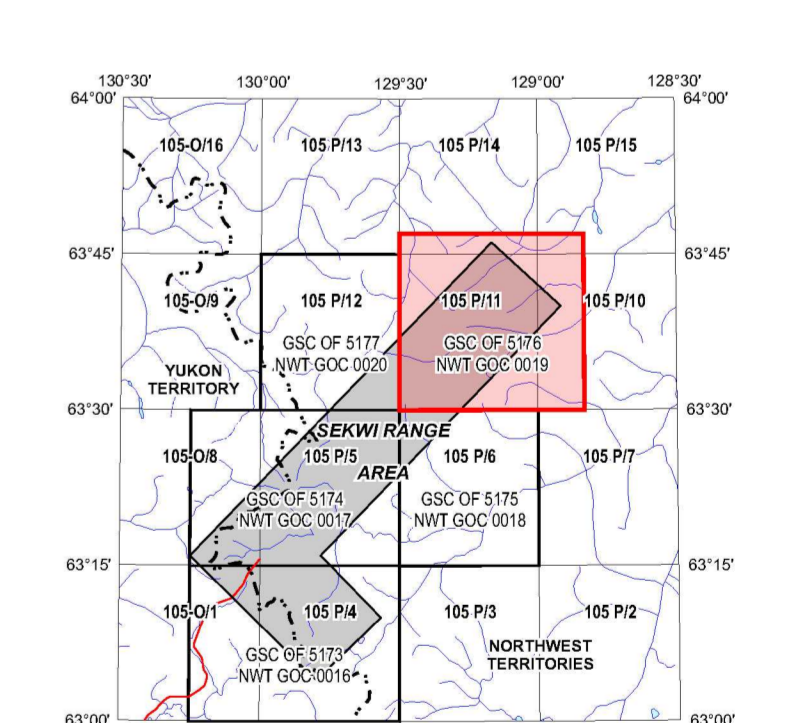 130°30' 130°00' 129°30' 129°00' 128°30'
64°00' 64°00'
105-O/16 105 P/13 105 P/14 105 P/15
63°45' 63°45'
105-O/9 105 P/12 105 P/11 105 P/10
GSC OF 5177
NWT GOC 0020
GSC OF 5176
NWT GOC 0019
YUKON
TERRITORY
63°30' 63°30'
SEKWI RANGE
AREA
105-O/8 105 P/5 105 P/6 105 P/7
GSC OF 5174
NWT GOC 0017
GSC OF 5175
NWT GOC 0018
63°15' 63°15'
105-O/1 105 P/4 105 P/3 105 P/2
GSC OF 5173
NWT GOC 0016
NORTHWEST
TERRITORIES
63°00' 63°00'